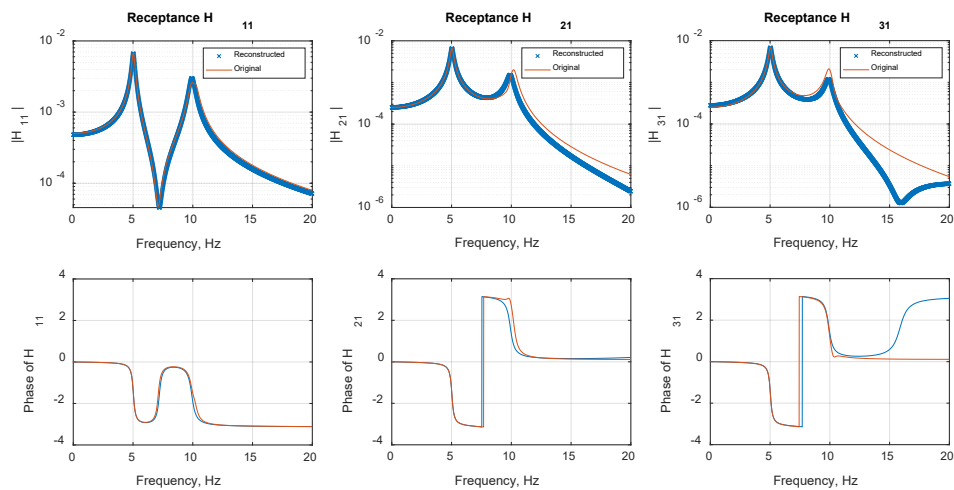 Receptance H 11
10 -2
10 -3
10 -4
|H 11 |
Reconstructed
Original
0 5 10 15 20
Frequency, Hz
Receptance H 21
10 -2
10 -4
10 -6
|H 21 |
Reconstructed
Original
0 5 10 15 20
Frequency, Hz
Receptance H 31
10 -2
10 -4
10 -6
|H 31 |
Reconstructed
Original
0 5 10 15 20
Frequency, Hz
4
2
0
-2
-4
Phase of H 11
0 5 10 15 20
Frequency, Hz
4
2
0
-2
-4
Phase of H 21
0 5 10 15 20
Frequency, Hz
4
2
0
-2
-4
Phase of H 31
0 5 10 15 20
Frequency, Hz